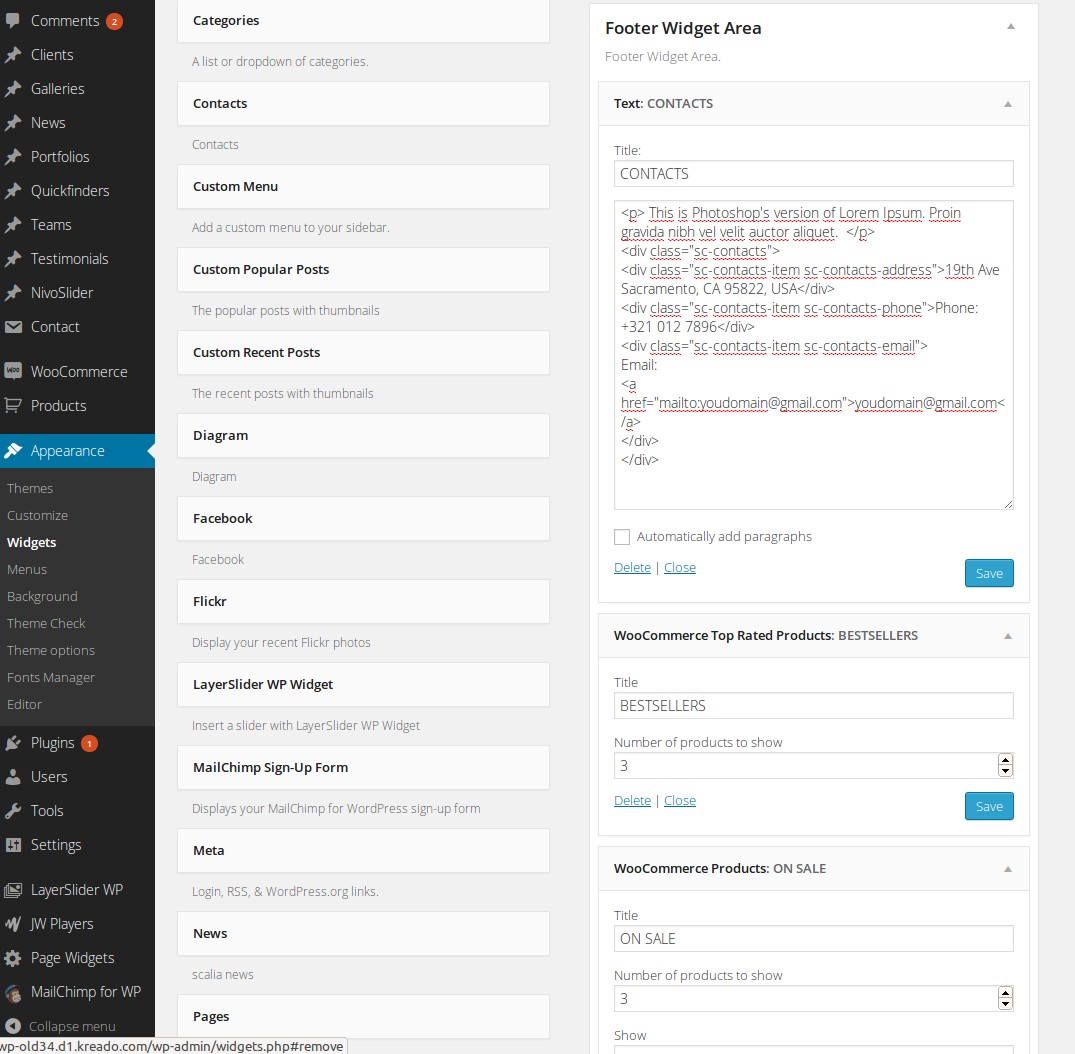 Comments 2
Clients
Galleries
News
Portfolios
Quickfinders
Teams
Testimonials
NivoSlider
Contact
WOO WooCommerce
Products
Appearance
Themes
Customize
Widgets
Menus
Background
Theme Check
Theme options
Fonts Manager
Editor
Plugins 1
Users
Tools
Settings
LayerSlider WP
JW Players
Page Widgets
MailChimp for WP
Collapse menu
wp-old34.d1.kreado.com/wp-admin/widgets.php#remove
Categories
A list or dropdown of categories.
Contacts
Contacts
Custom Menu
Add a custom menu to your sidebar.
Custom Popular Posts
The popular posts with thumbnails
Custom Recent Posts
The recent posts with thumbnails
Diagram
Diagram
Facebook
Facebook
Flickr
Display your recent Flickr photos
LayerSlider WP Widget
Insert a slider with LayerSlider WP Widget
MailChimp Sign-Up Form
Displays your MailChimp for WordPress sign-up form
Meta
Login, RSS, & WordPress.org links.
News
scalia news
Pages
Footer Widget Area
Footer Widget Area.
Text: CONTACTS
Title:
CONTACTS
<p> This is Photoshop's version of Lorem Ipsum. Proin
gravida nibh vel velit auctor aliquet.  </p>
<div class="sc-contacts">
<div class="sc-contacts-item sc-contacts-address">19th Ave
Sacramento, CA 95822, USA</div>
<div class="sc-contacts-item sc-contacts-phone">Phone:
+321 012 7896</div>
<div class="sc-contacts-item sc-contacts-email">
Email:
<a
href="mailto:youdomain@gmail.com">youdomain@gmail.com<
/a>
</div>
</div>
Automatically add paragraphs
Delete | Close
Save
WooCommerce Top Rated Products: BESTSELLERS
Title
BESTSELLERS
Number of products to show
3
Delete | Close
Save
WooCommerce Products: ON SALE
Title
ON SALE
Number of products to show
3
Show